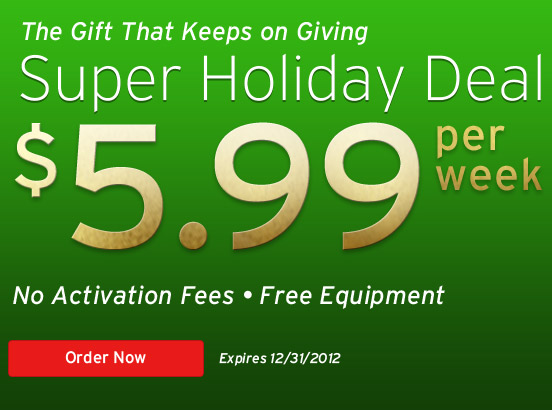 The Gift That Keeps on Giving
Super Holiday Deal
$5.99 per week
No Activation Fees • Free Equipment
Order Now Expires 12/31/2012